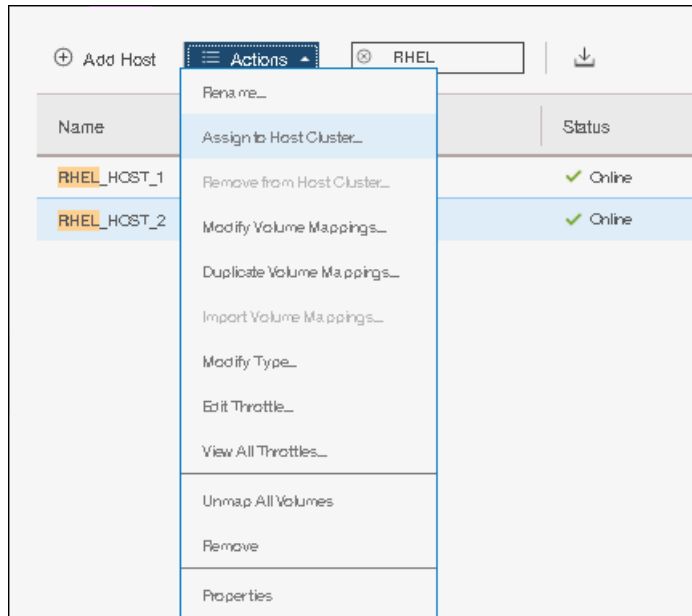 Add Host Actions RHEL
Rename...
Name Status
Assign to Host Cluster...
RHEL_HOST_1 Online
Remove from Host Cluster...
RHEL_HOST_2 Online
Modify Volume Mappings...
Duplicate Volume Mappings...
Import Volume Mappings...
Modify Type...
Edit Throttle...
View All Throttles...
Unmap All Volumes
Remove
Properties